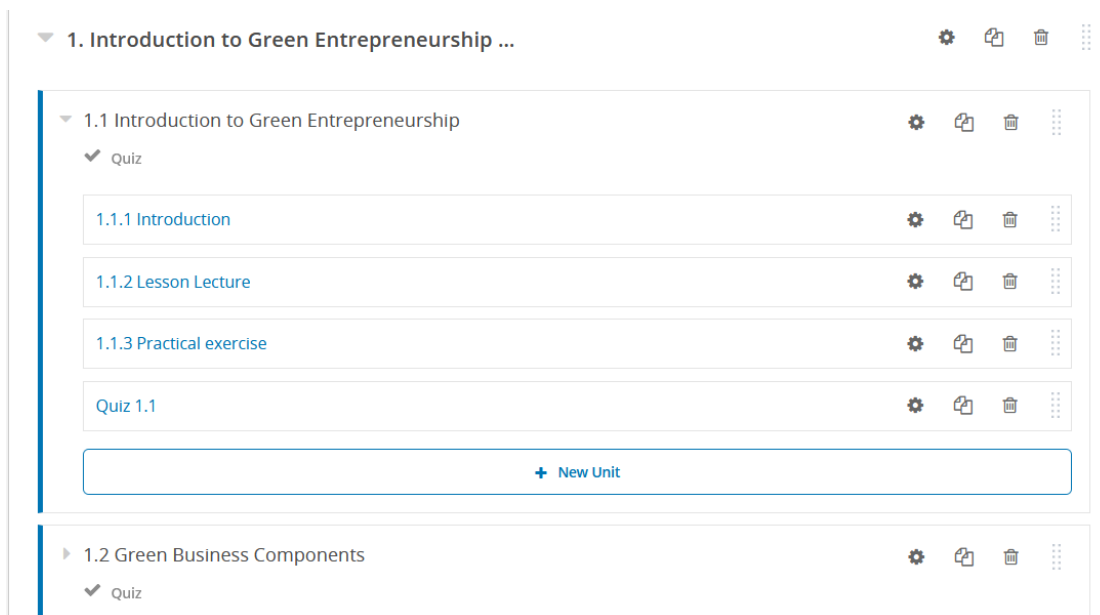 1. Introduction to Green Entrepreneurship ...
1.1 Introduction to Green Entrepreneurship
Quiz
1.1.1 Introduction
1.1.2 Lesson Lecture
1.1.3 Practical exercise
Quiz 1.1
+ New Unit
1.2 Green Business Components
Quiz